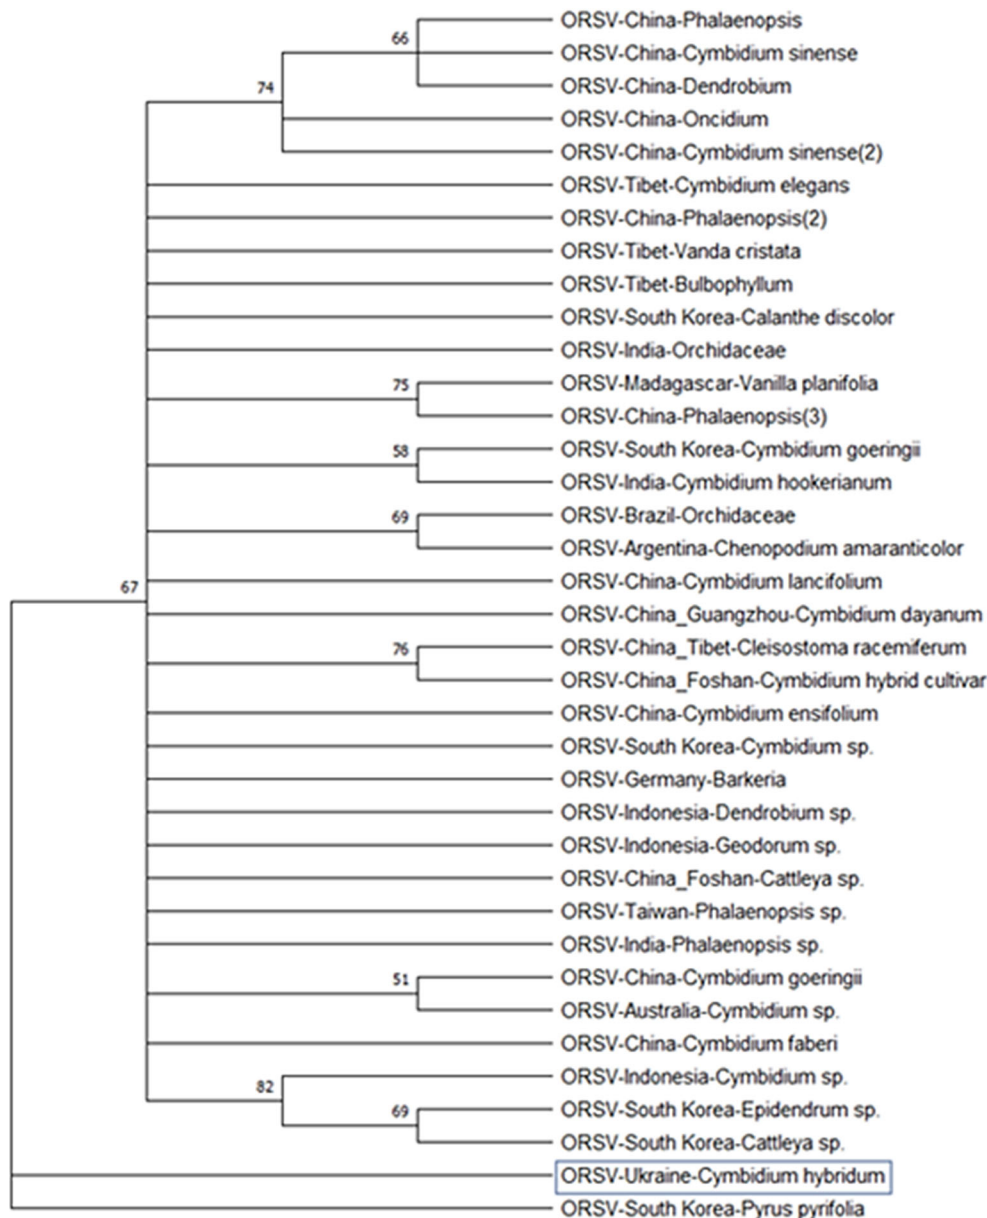 66
ORSV-China-Phalaenopsis
ORSV-China-Cymbidium sinense
ORSV-China-Dendrobium
74
ORSV-China-Oncidium
ORSV-China-Cymbidium sinense(2)
ORSV-Tibet-Cymbidium elegans
ORSV-China-Phalaenopsis(2)
ORSV-Tibet-Vanda cristata
ORSV-Tibet-Bulbophyllum
ORSV-South Korea-Calanthe discolor
ORSV-India-Orchidaceae
75
ORSV-Madagascar-Vanilla planifolia
ORSV-China-Phalaenopsis(3)
58
ORSV-South Korea-Cymbidium goeringii
ORSV-India-Cymbidium hookerianum
69
ORSV-Brazil-Orchidaceae
ORSV-Argentina-Chenopodium amaranticolor
67
ORSV-China-Cymbidium lancifolium
ORSV-China_Guangzhou-Cymbidium dayanum
76
ORSV-China_Tibet-Cleisostoma racemiferum
ORSV-China_Foshan-Cymbidium hybrid cultivar
ORSV-China-Cymbidium ensifolium
ORSV-South Korea-Cymbidium sp.
ORSV-Germany-Barkeria
ORSV-Indonesia-Dendrobium sp.
ORSV-Indonesia-Geodorum sp.
ORSV-China_Foshan-Cattleya sp.
ORSV-Taiwan-Phalaenopsis sp.
ORSV-India-Phalaenopsis sp.
51
ORSV-China-Cymbidium goeringii
ORSV-Australia-Cymbidium sp.
ORSV-China-Cymbidium faberi
82
ORSV-Indonesia-Cymbidium sp.
69
ORSV-South Korea-Epidendrum sp.
ORSV-South Korea-Cattleya sp.
ORSV-Ukraine-Cymbidium hybridum
ORSV-South Korea-Pyrus pyrifolia